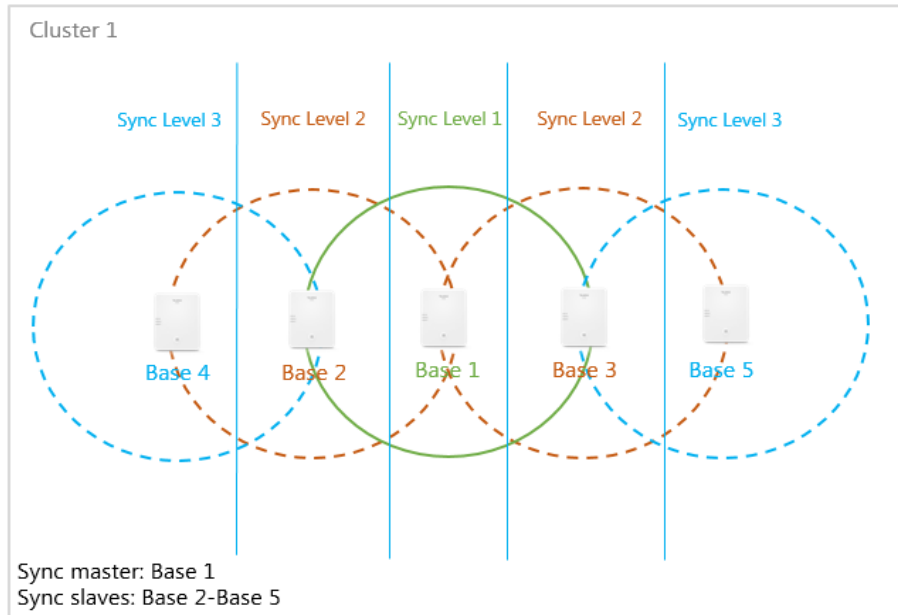 Cluster 1
Sync Level 3
Sync Level 2
Sync Level 1
Sync Level 2
Sync Level 3
Base 4
Base 2
Base 1
Base 3
Base 5
Sync master: Base 1
Sync slaves: Base 2-Base 5